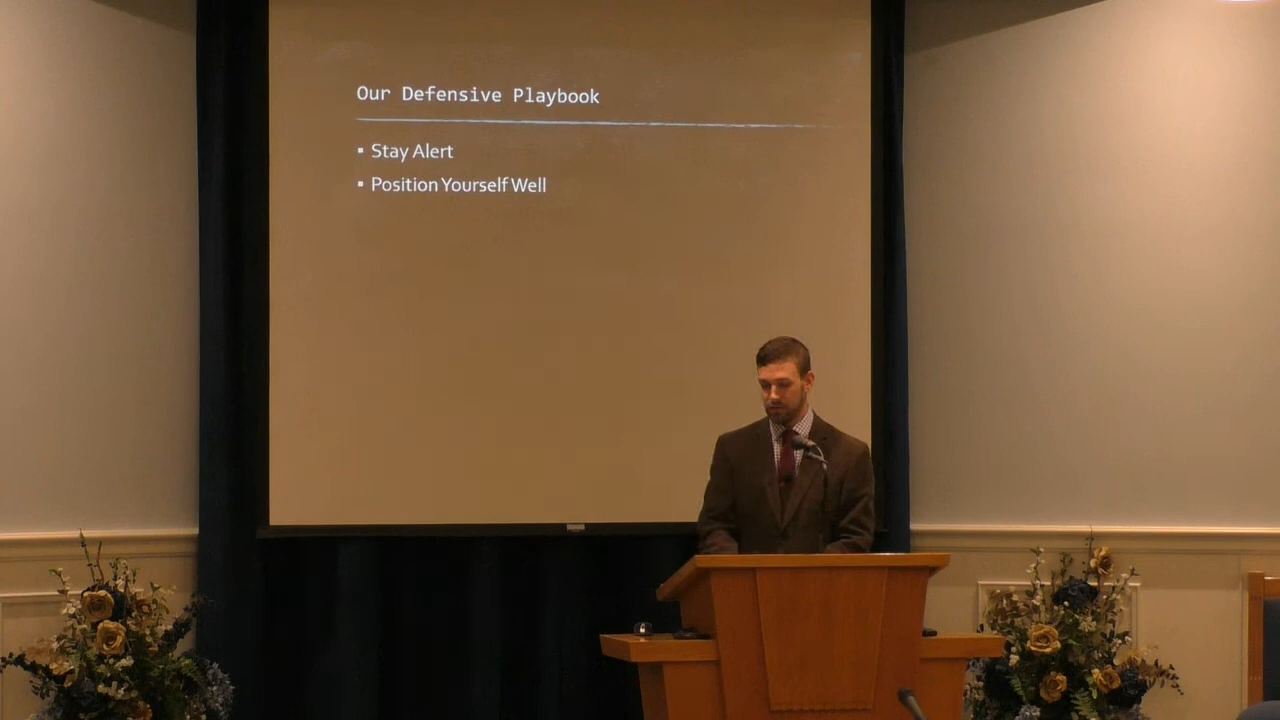 Our Defensive Playbook
▪ Stay Alert
▪ Position Yourself Well